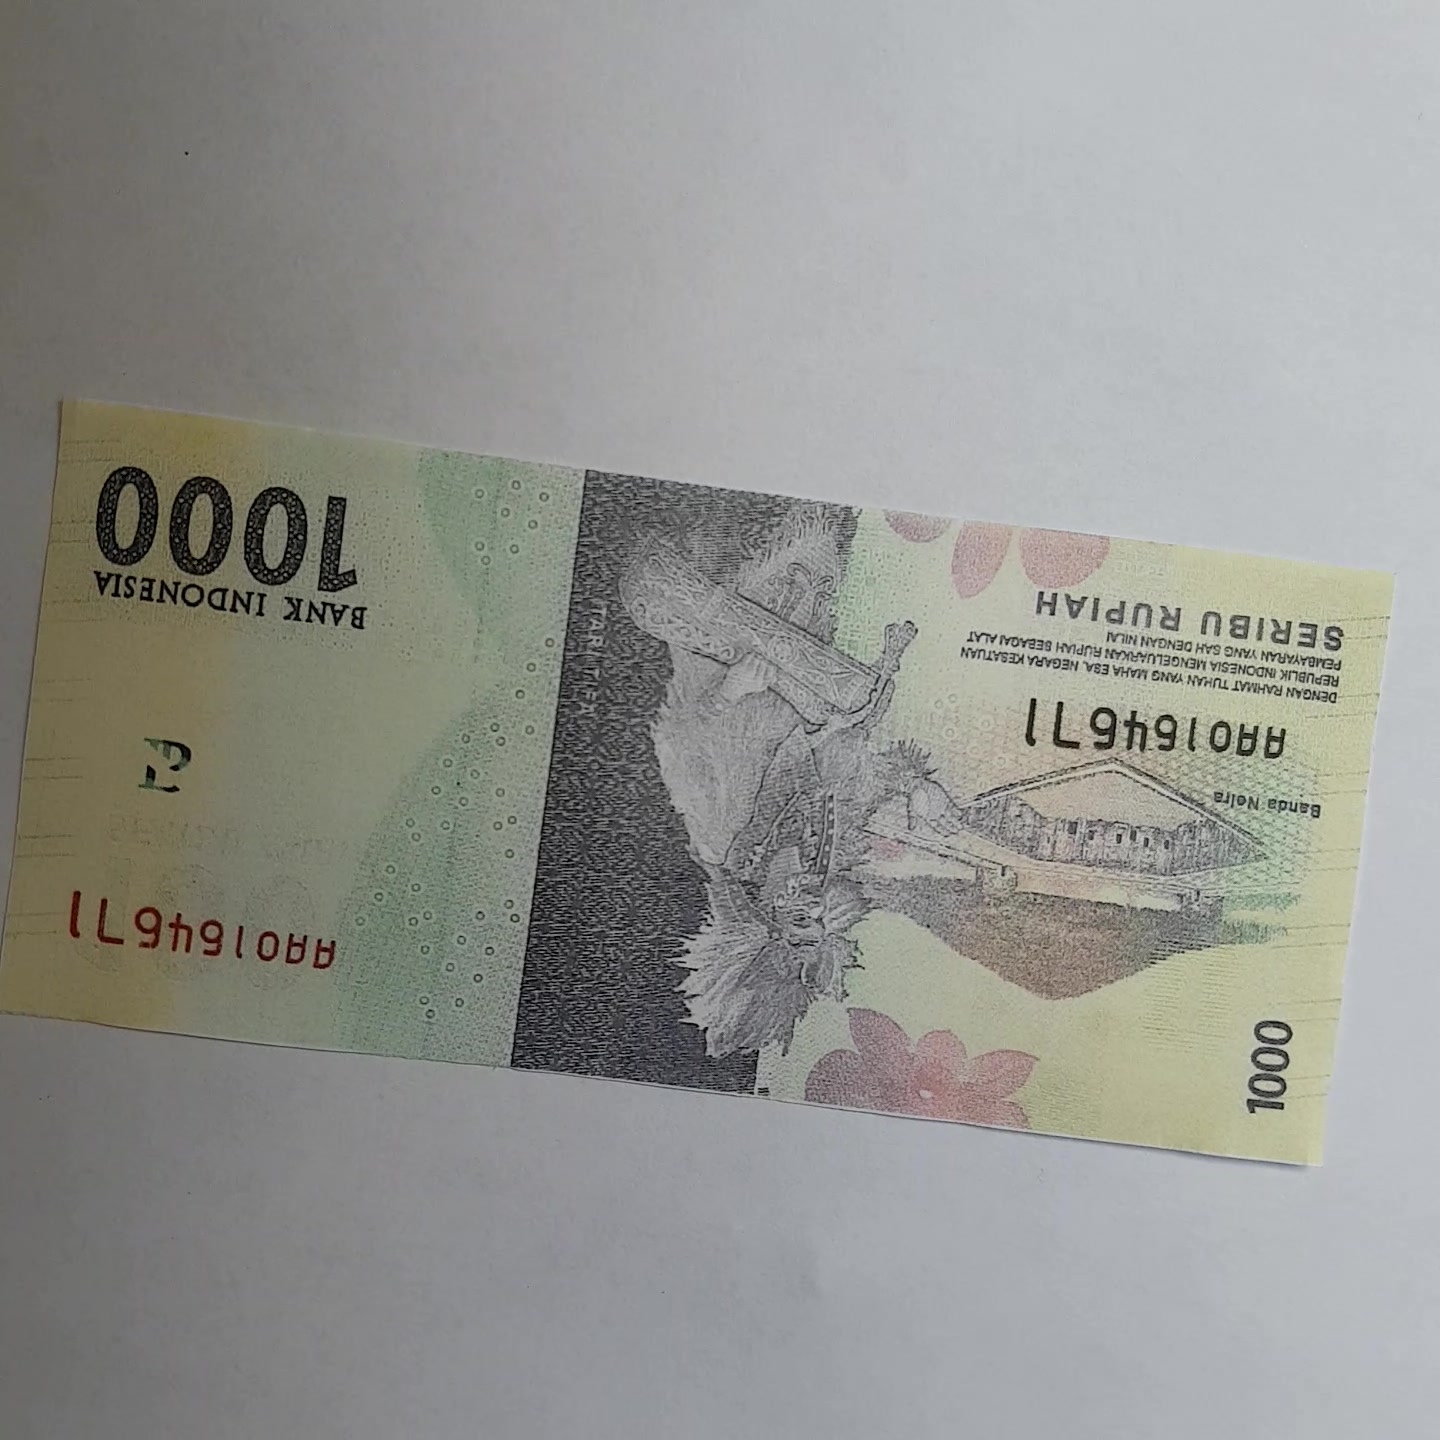 1000
BANK INDONESIA
AAO164671
TARI TIFA
SERIBU RUPIAH
PEMBAYARAN YANG SAH DENGAN NILAI
REPUBLIK INDONESIA MENGELUARKAN RUPIAH SEBAGAI ALAT
DENGAN RAHMAT TUHAN YANG MAHA ESA, NEGARA KESATUAN
AAO164671
Banda Neira
1000